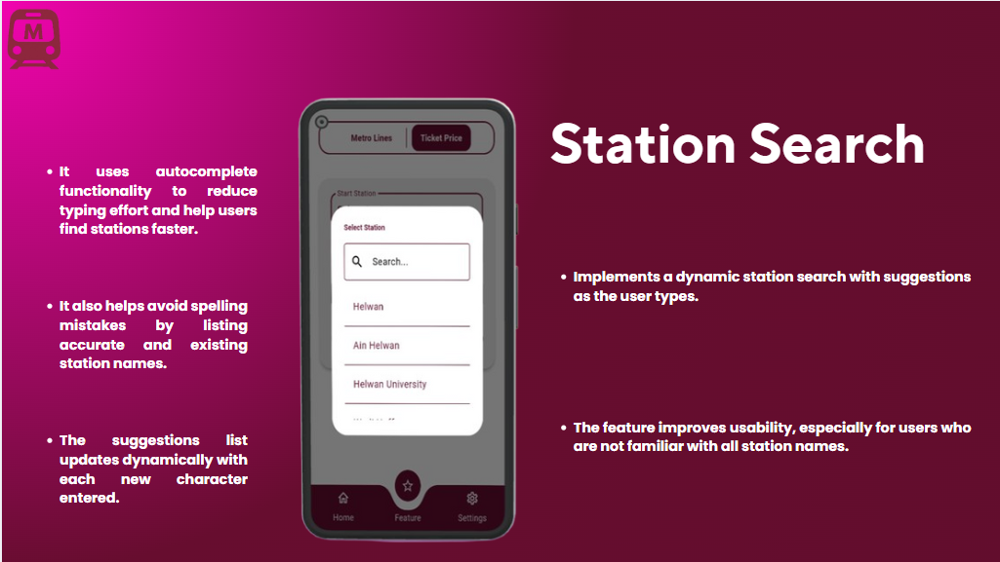 M
Station Search
It uses autocomplete
functionality to reduce
typing effort and help users
find stations faster.
It also helps avoid spelling
mistakes by listing
accurate and existing
station names.
The suggestions list
updates dynamically with
each new character
entered.
Metro Lines
Ticket Price
Start Station
Select Station
Search...
Helwan
Ain Helwan
Helwan University
Home
Feature
Settings
Implements a dynamic station search with suggestions
as the user types.
The feature improves usability, especially for users who
are not familiar with all station names.